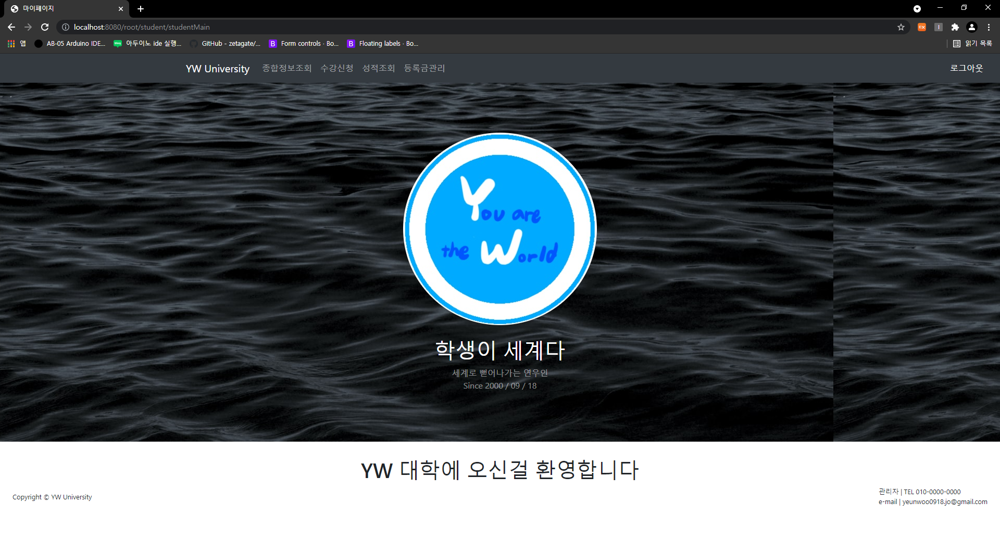 마이페이지
localhost:8080/root/student/studentMain
앱 AB-05 Arduino IDE... 아두이노 ide 실행... GitHub - zetagate/... Form controls · Bo... Floating labels · Bo... 읽기 목록
YW University 종합정보조회 수강신청 성적조회 등록금관리 로그아웃
You are
the World
학생이 세계다
세계로 뻗어나가는 연우인
Since 2000 / 09 / 18
YW 대학에 오신걸 환영합니다
Copyright © YW University
관리자 | TEL 010-0000-0000
e-mail | yeunwoo0918.jo@gmail.com